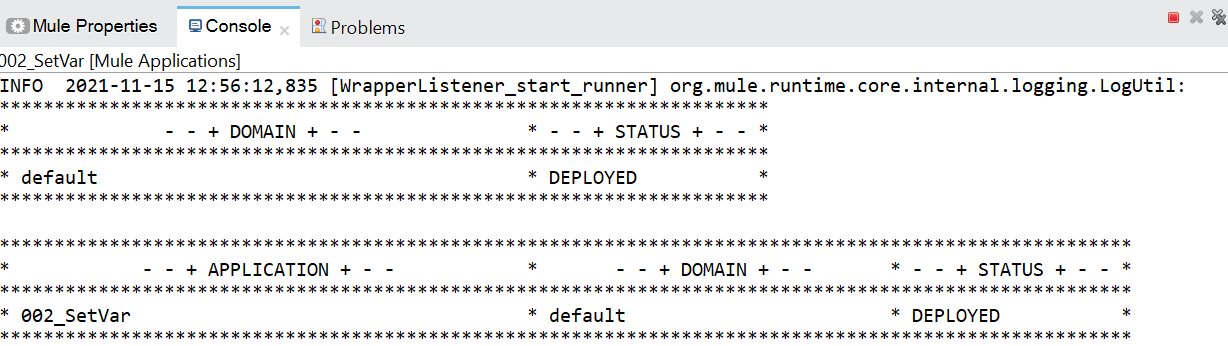 Mule Properties Console Problems
002_SetVar [Mule Applications]
INFO  2021-11-15 12:56:12,835 [WrapperListener_start_runner] org.mule.runtime.core.internal.logging.LogUtil:
**********************************************************************
*              - - + DOMAIN + - -               * - - + STATUS + - - *
**********************************************************************
* default                                       * DEPLOYED           *
**********************************************************************

*******************************************************************************************************
*            - - + APPLICATION + - -            *       - - + DOMAIN + - -       * - - + STATUS + - - *
*******************************************************************************************************
* 002_SetVar                                    * default                        * DEPLOYED           *
*******************************************************************************************************